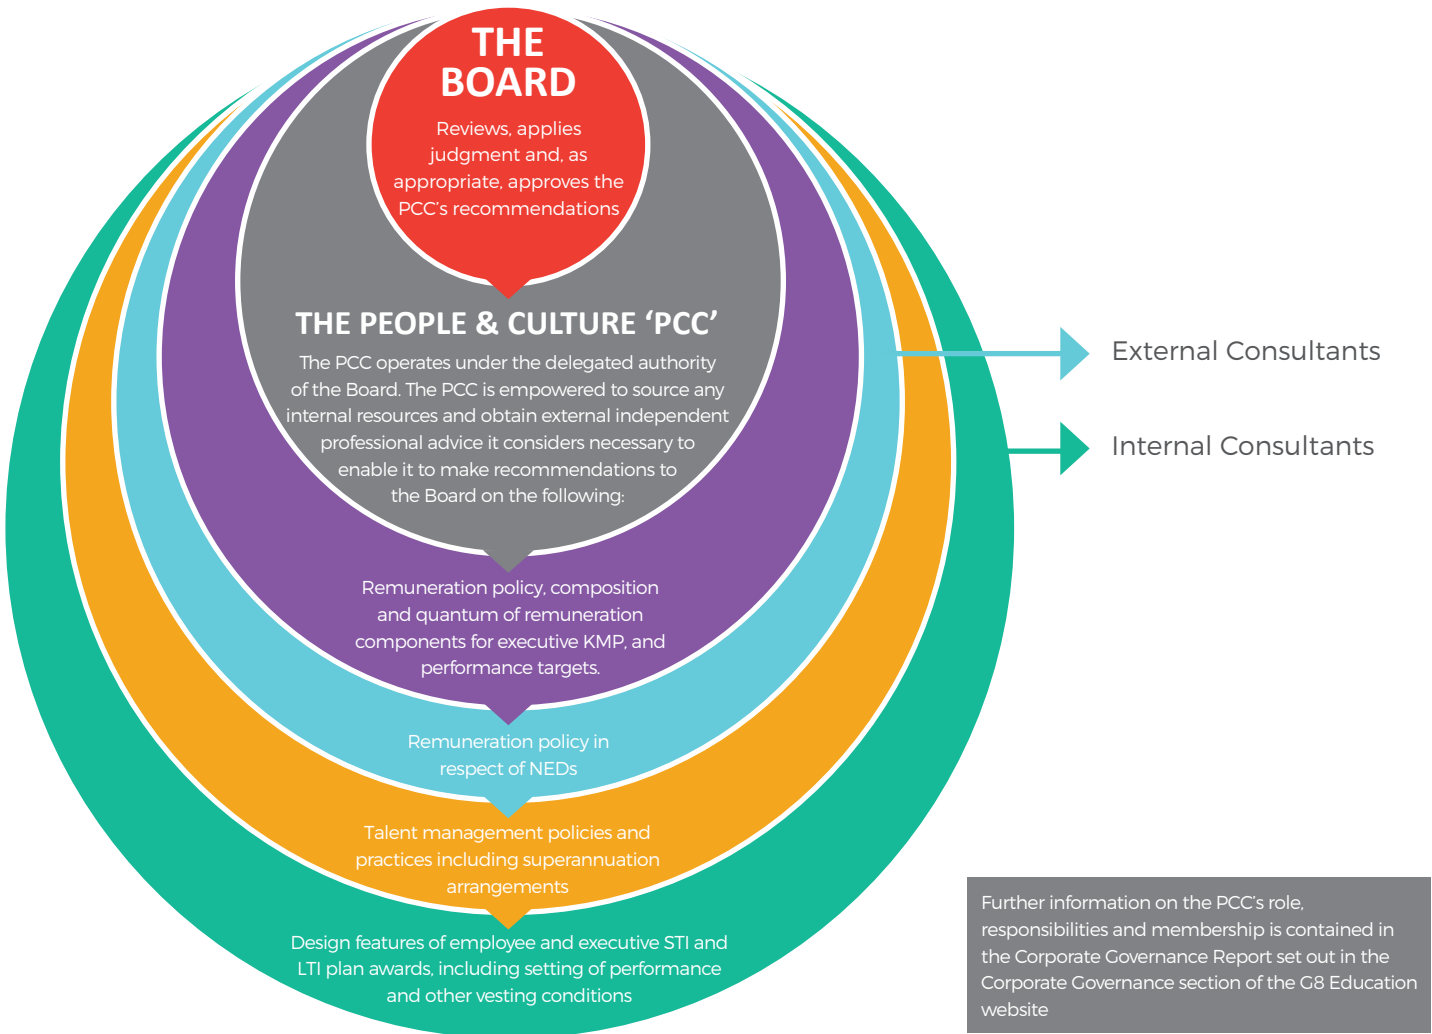 THE
BOARD
Reviews, applies
judgment and, as
appropriate, approves the
PCC's recommendations
THE PEOPLE & CULTURE ‘PCC’
The PCC operates under the delegated authority
of the Board. The PCC is empowered to source any
internal resources and obtain external independent
professional advice it considers necessary to
enable it to make recommendations to
the Board on the following:
Remuneration policy, composition
and quantum of remuneration
components for executive KMP, and
performance targets.
Remuneration policy in
respect of NEDs
Talent management policies and
practices including superannuation
arrangements
Design features of employee and executive STI and
LTI plan awards, including setting of performance
and other vesting conditions
External Consultants
Internal Consultants
Further information on the PCC's role,
responsibilities and membership is contained in
the Corporate Governance Report set out in the
Corporate Governance section of the G8 Education
website